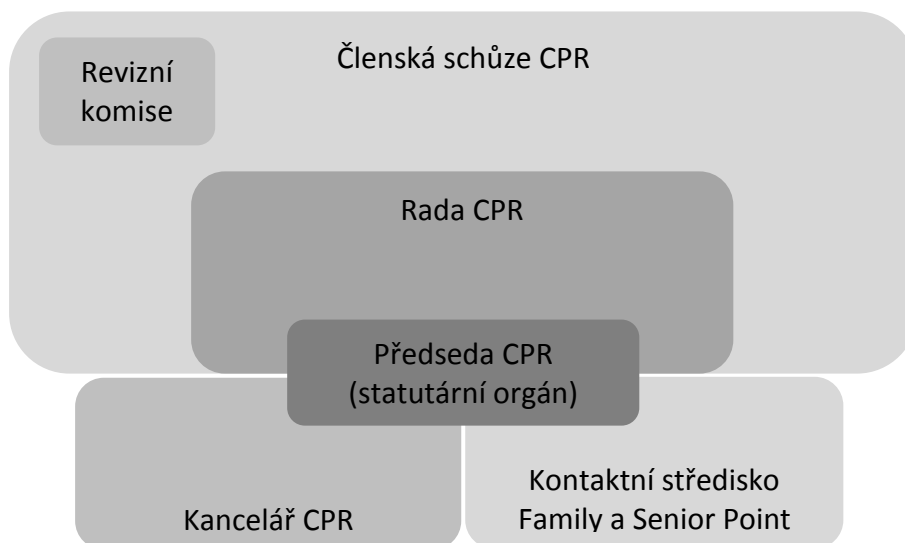 Členská schůze CPR
Revizní
komise
Rada CPR
Předseda CPR
(statutární orgán)
Kancelář CPR
Kontaktní středisko
Family a Senior Point